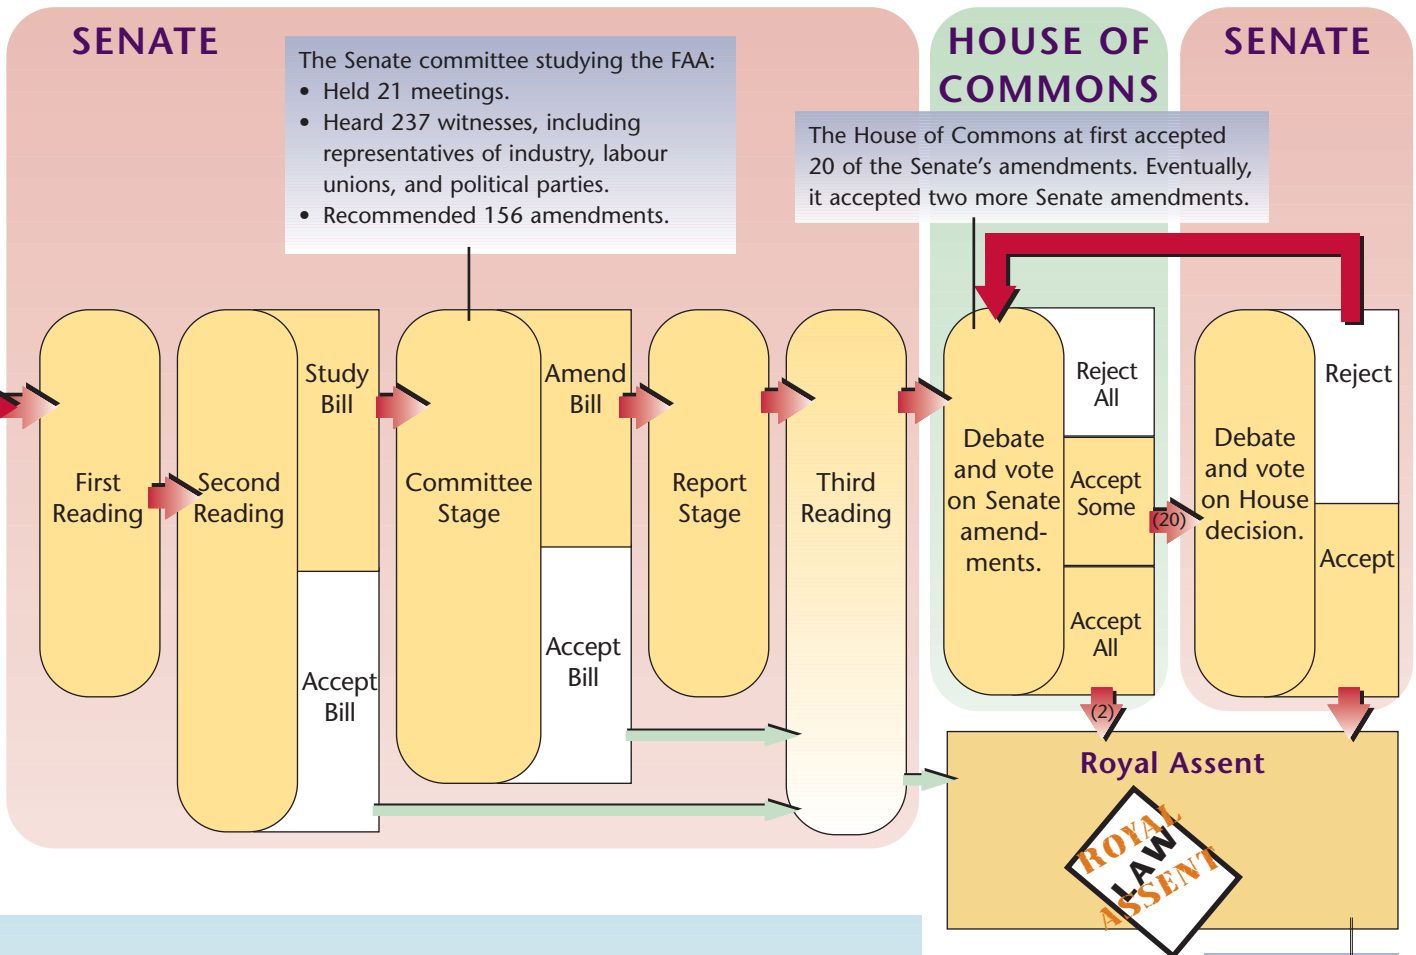 SENATE
The Senate committee studying the FAA:
• Held 21 meetings.
• Heard 237 witnesses, including
representatives of industry, labour
unions, and political parties.
• Recommended 156 amendments.
First
Reading
Second
Reading
Study
Bill
Accept
Bill
Committee
Stage
Amend
Bill
Accept
Bill
Report
Stage
Third
Reading
HOUSE OF
COMMONS
The House of Commons at first accepted
20 of the Senate’s amendments. Eventually,
it accepted two more Senate amendments.
Debate
and vote
on Senate
amend-
ments.
Reject
All
Accept
Some
Accept
All
(20)
(2)
SENATE
Debate
and vote
on House
decision.
Reject
Accept
Royal Assent
ROYAL
LAW
ASSENT